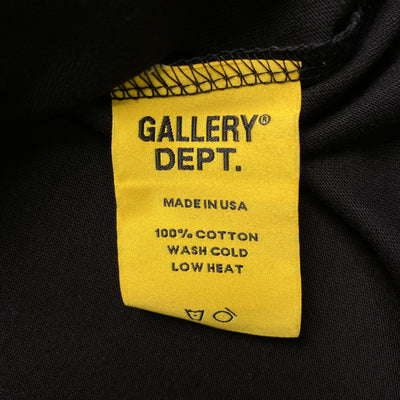 GALLERY®
DEPT.
MADE IN USA
100% COTTON
WASH COLD
LOW HEAT